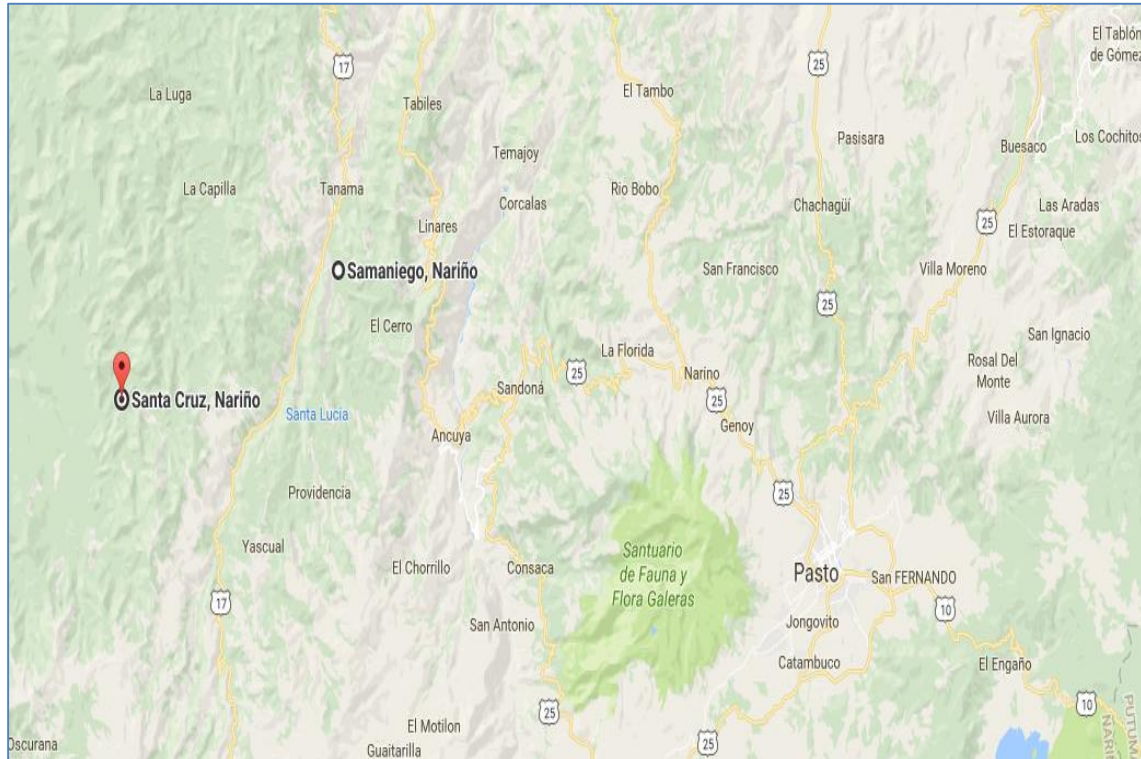 El Tablón
de Gómez
17
25
La Luga
El Tambo
Tabiles
Pasisara
Los Cochitos
Buesaco
Temajoy
La Capilla
Tanama
Rio Bobo
Corcalas
Chachagüí
Las Aradas
25
El Estoraque
Linares
Samaniego, Nariño
San Francisco
Villa Moreno
25
El Cerro
San Ignacio
La Florida
Rosal Del
Monte
25
Narino
Sandoná
Santa Cruz, Nariño
25
Santa Lucia
Villa Aurora
Genoy
Ancuya
Providencia
25
Yascual
Santuario
de Fauna y
Flora Galeras
El Chorrillo
Consaca
Pasto
San FERNANDO
17
10
San Antonio
Jongovito
Catambuco
El Engaño
10
25
El Motilon
25
Oscurana
Guaitarilla
PUTUM
NARIÑ